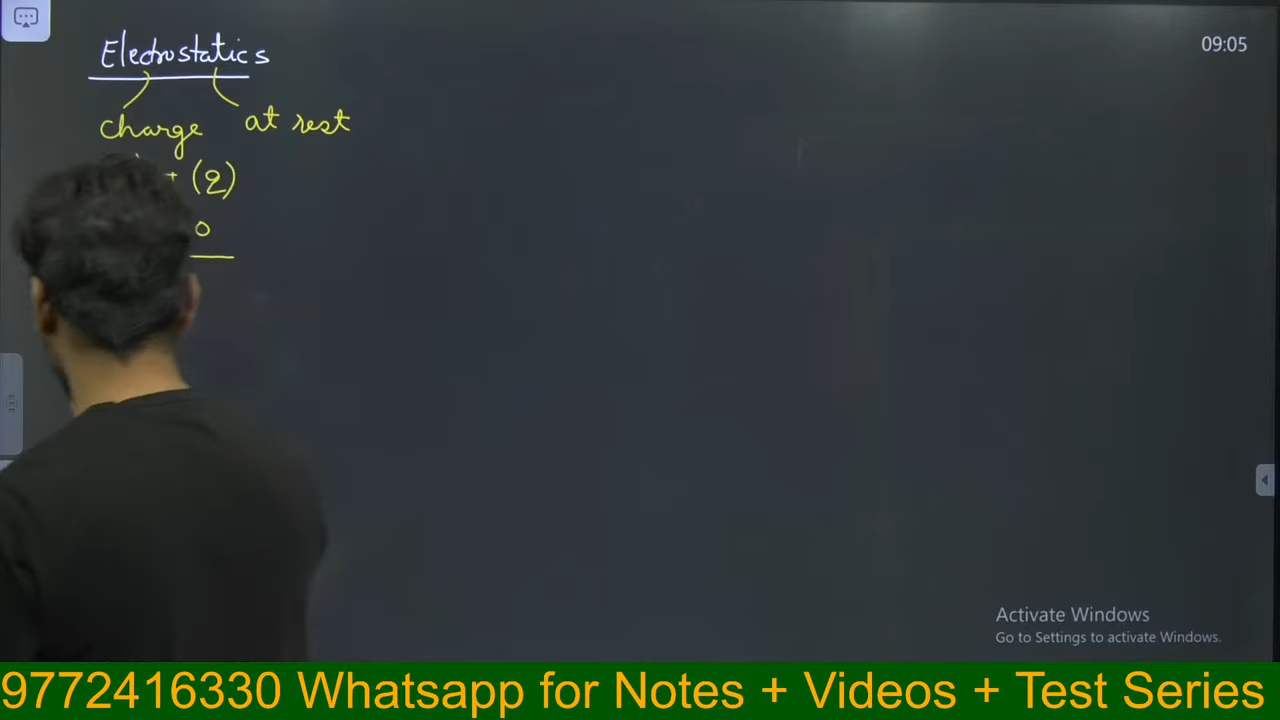 Electrostatics
09:05
charge at rest
+ (q)
0
Activate Windows
Go to Settings to activate Windows.
9772416330 Whatsapp for Notes + Videos + Test Series